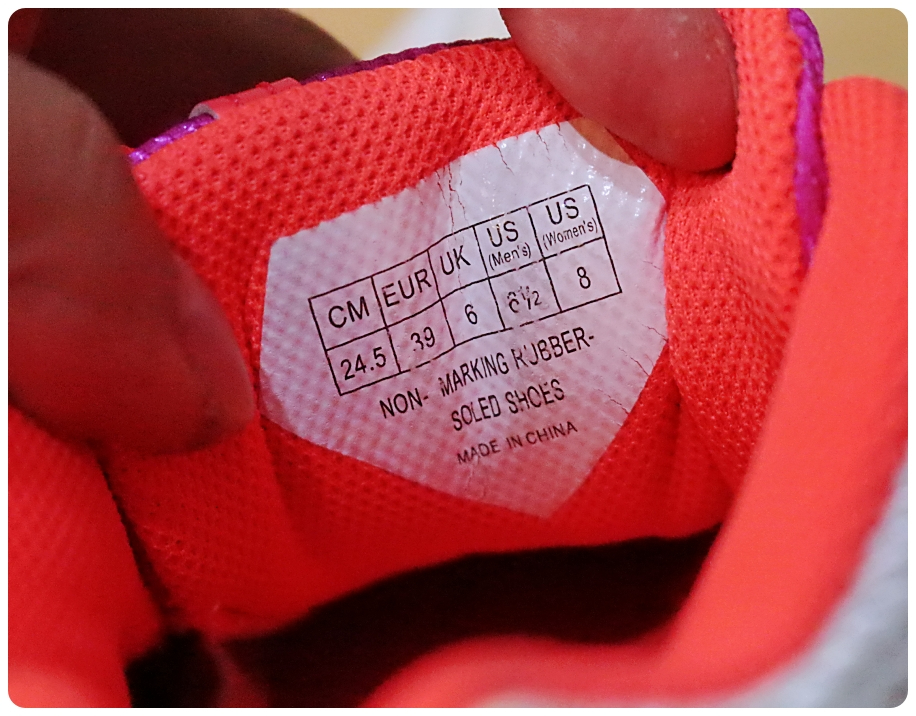 CM EUR UK US (Men's) US (Women's)
24.5 39 6 6½ 8
NON- MARKING RUBBER-
SOLED SHOES
MADE IN CHINA